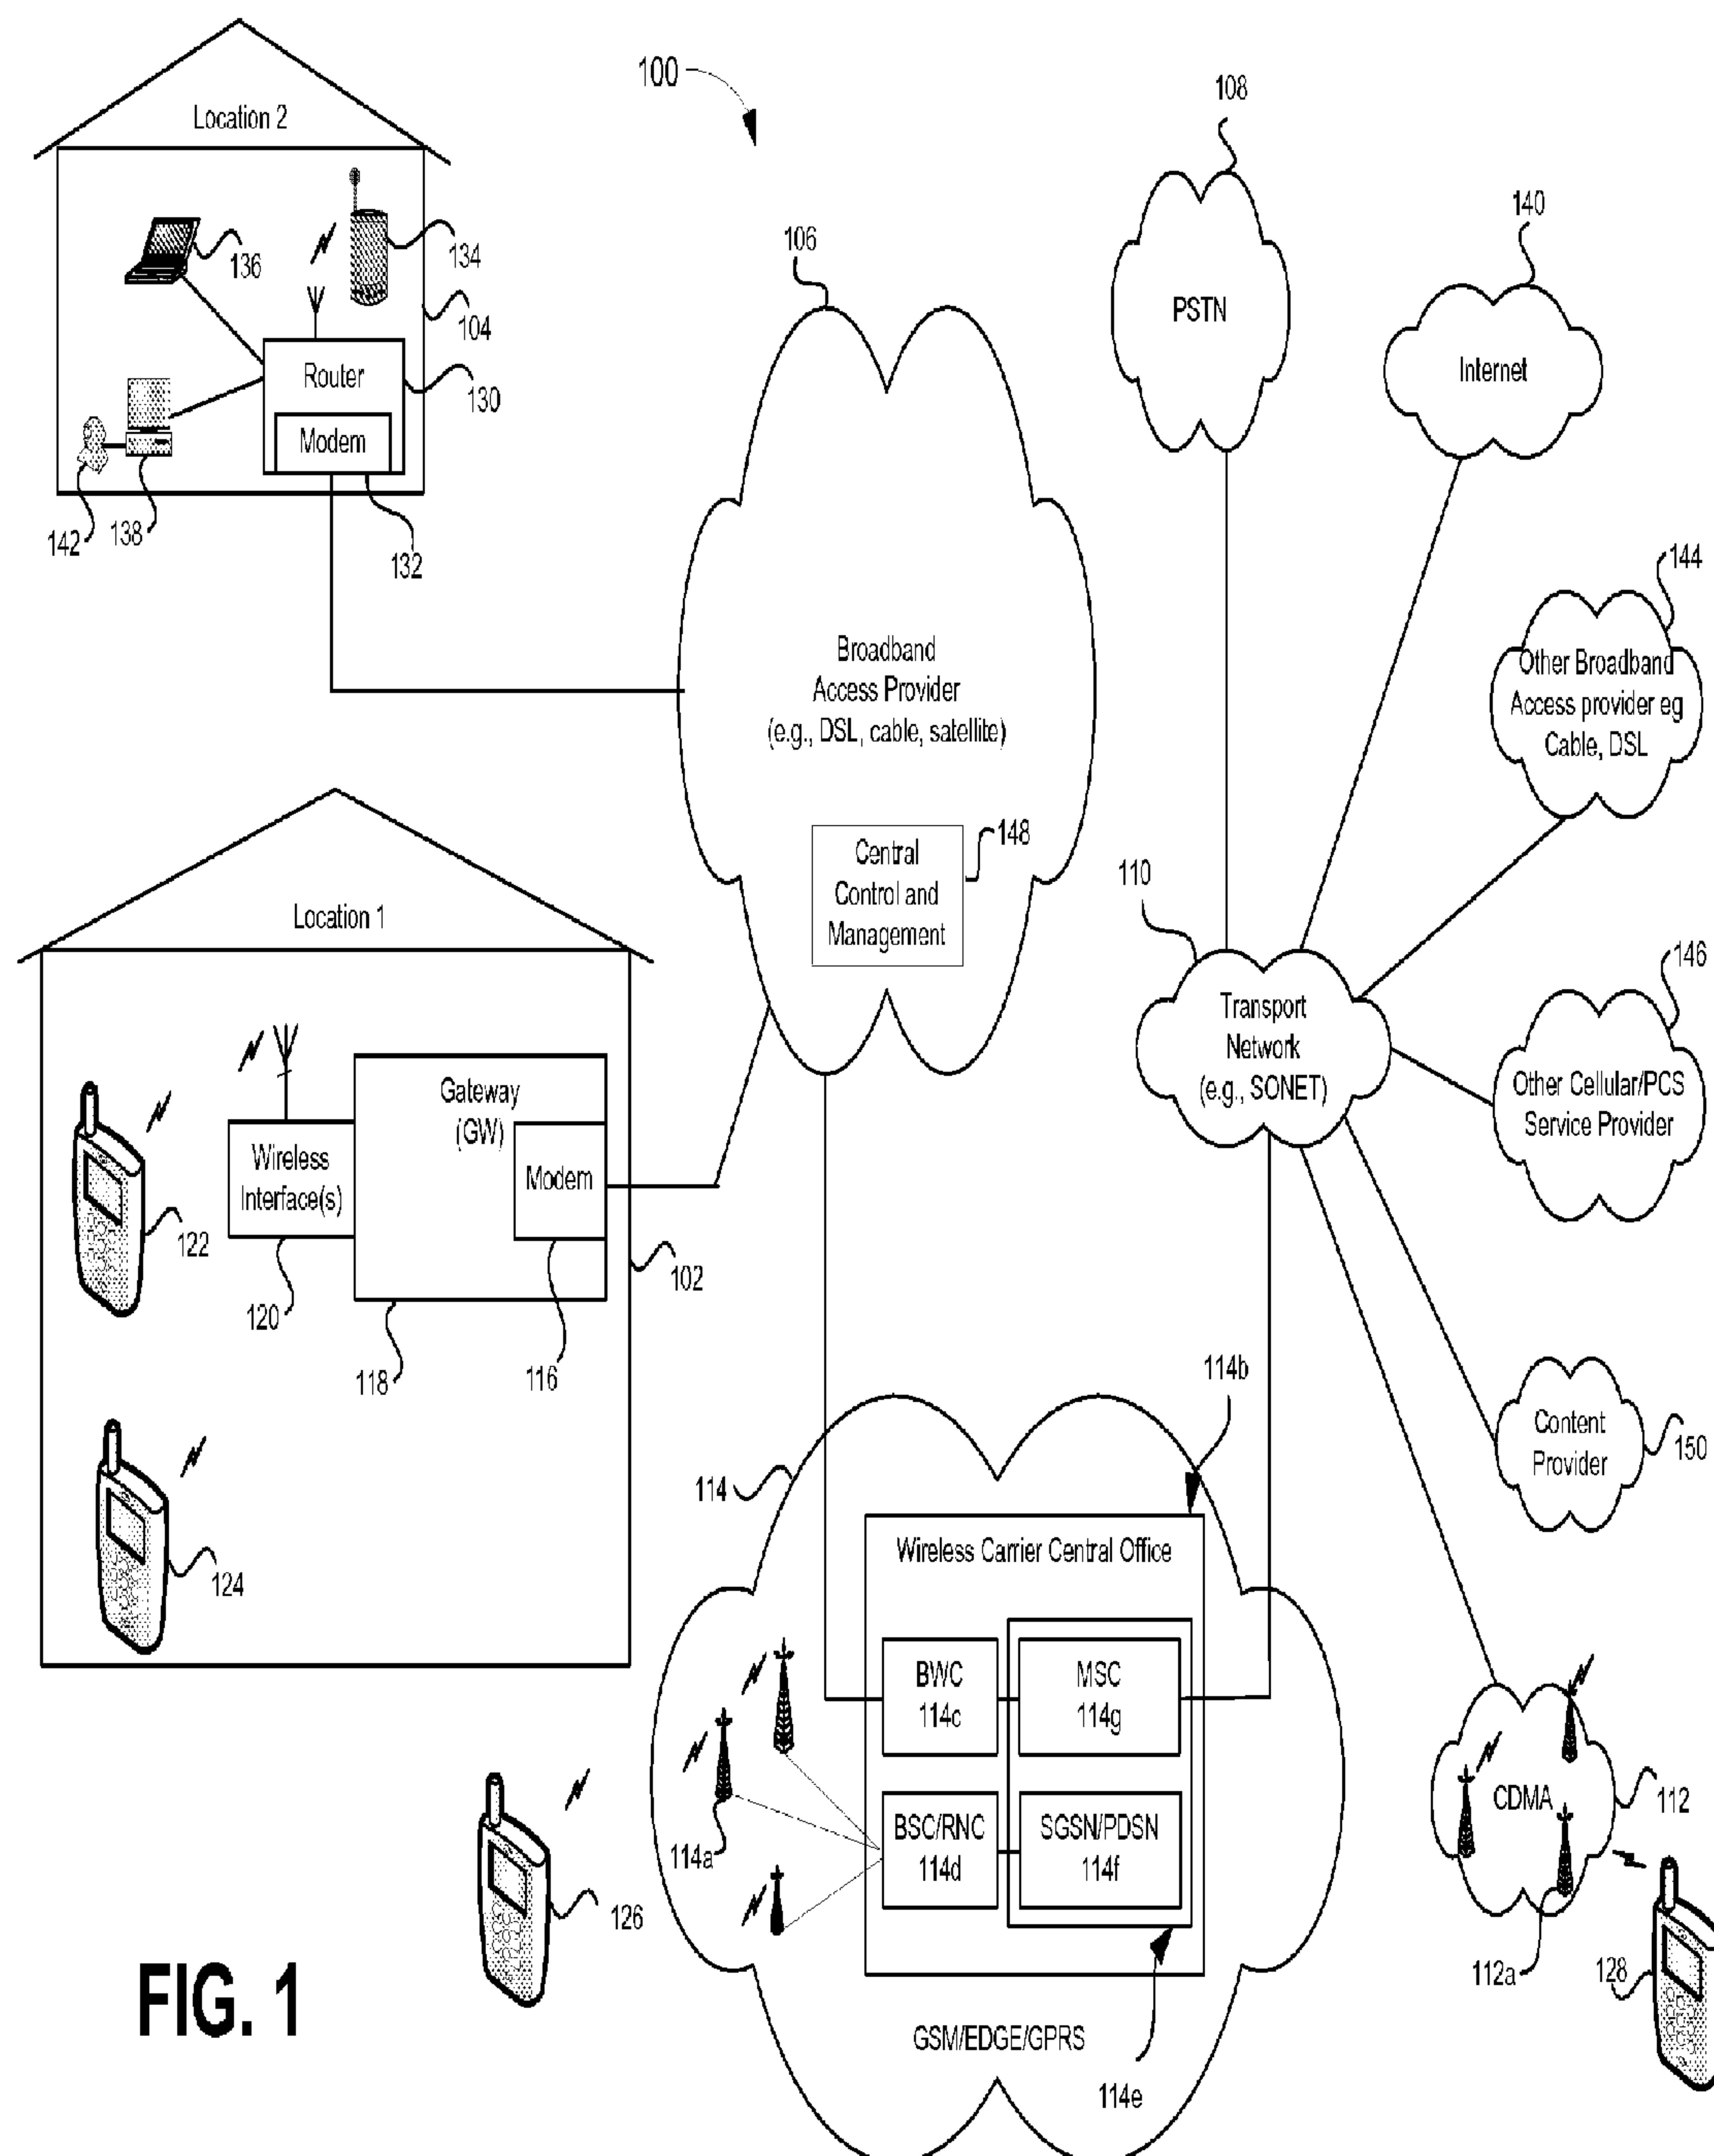 100
108
Location 2
140
106
136
134
104
PSTN
Internet
Router
130
Modem
142
138
132
144
Broadband
Access Provider
(e.g., DSL, cable, satellite)
Other Broadband
Access provider eg
Cable, DSL
148
Central
Control and
Management
110
Location 1
146
Transport
Network
(e.g., SONET)
Gateway
(GW)
Other Cellular/PCS
Service Provider
Wireless
Interface(s)
Modem
122
102
120
118
116
114b
Content
Provider
150
114
Wireless Carrier Central Office
124
BWC
114c
MSC
114g
CDMA
112
BSC/RNC
114d
SGSN/PDSN
114f
114a
126
112a
128
FIG. 1
GSM/EDGE/GPRS
114e